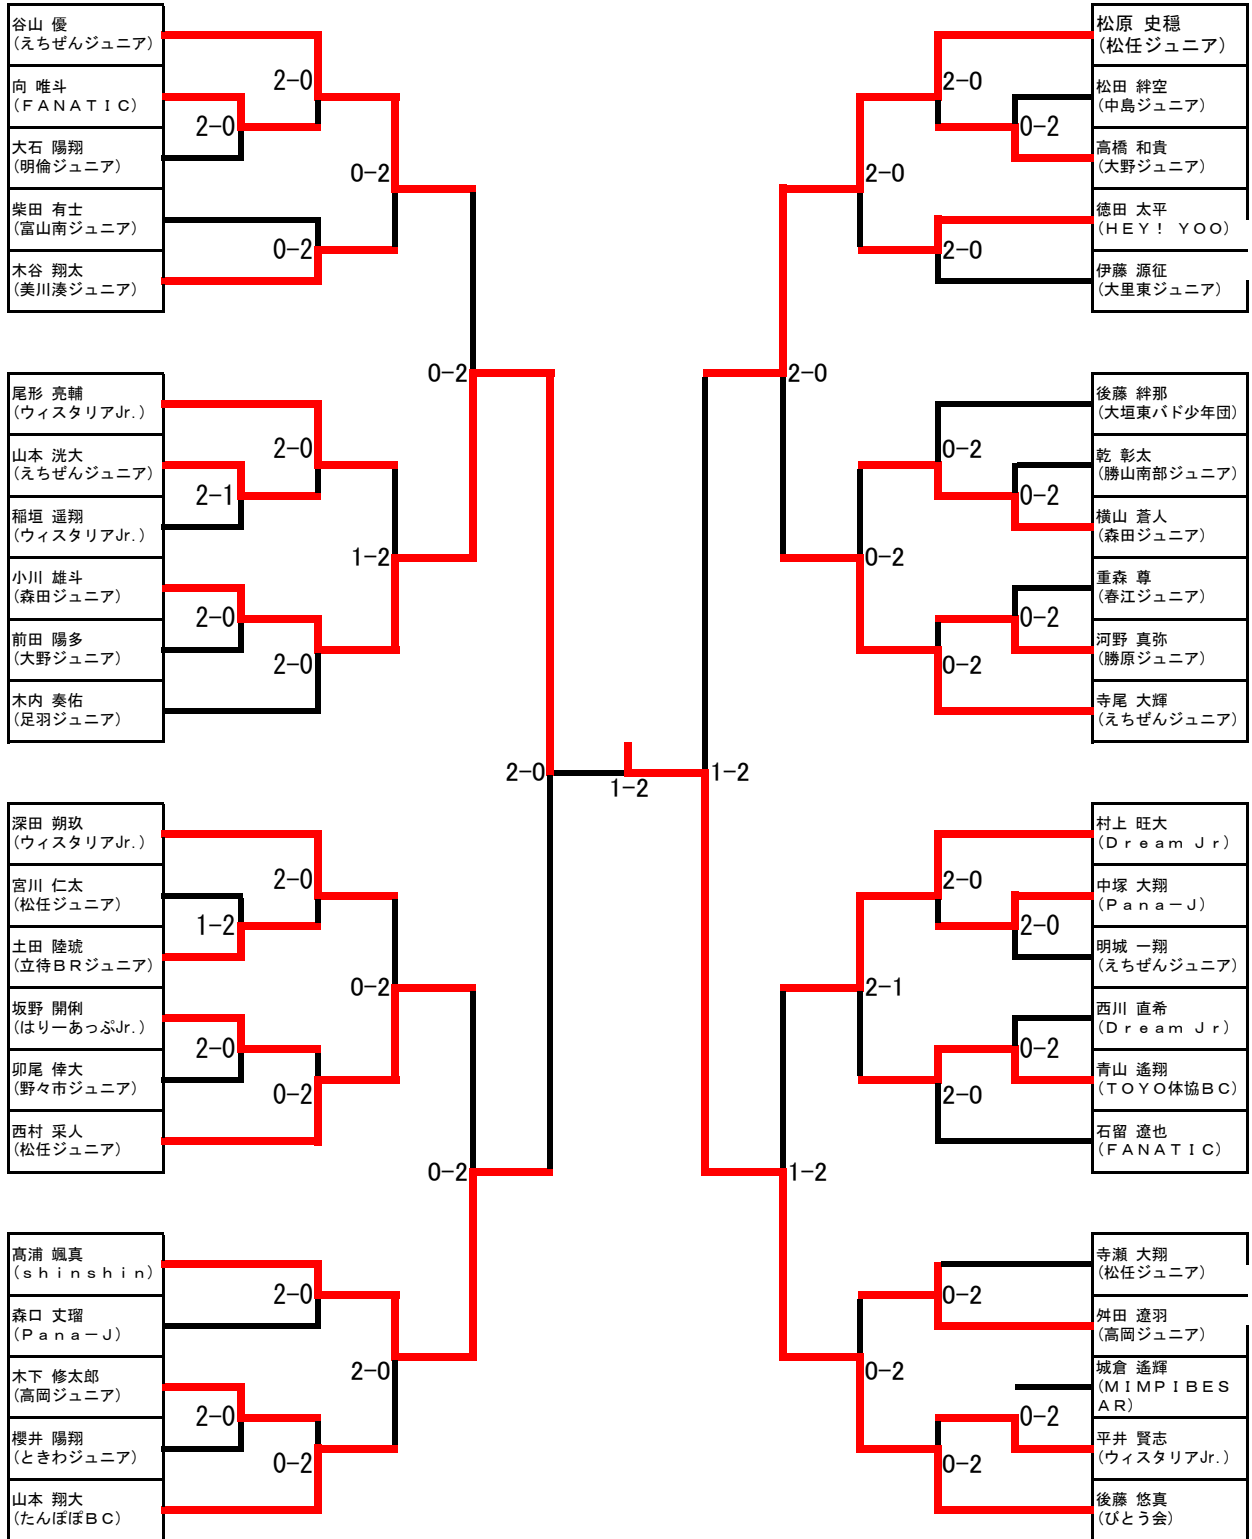 谷山 優
(えちぜんジュニア)
向 唯斗
(ＦＡＮＡＴＩＣ)
大石 陽翔
(明倫ジュニア)
柴田 有士
(富山南ジュニア)
木谷 翔太
(美川湊ジュニア)
2-0
2-0
0-2
0-2
尾形 亮輔
(ウィスタリアJr.)
山本 洸大
(えちぜんジュニア)
稲垣 遥翔
(ウィスタリアJr.)
小川 雄斗
(森田ジュニア)
前田 陽多
(大野ジュニア)
木内 奏佑
(足羽ジュニア)
0-2
2-0
2-1
1-2
2-0
2-0
深田 朔玖
(ウィスタリアJr.)
宮川 仁太
(松任ジュニア)
土田 陸琥
(立待ＢＲジュニア)
坂野 開俐
(はりーあっぷJr.)
卯尾 倖大
(野々市ジュニア)
西村 采人
(松任ジュニア)
2-0
2-0
1-2
0-2
2-0
0-2
髙浦 颯真
(ｓｈｉｎｓｈｉｎ)
森口 丈瑠
(Ｐａｎａ－Ｊ)
木下 修太郎
(高岡ジュニア)
櫻井 陽翔
(ときわジュニア)
山本 翔大
(たんぽぽＢＣ)
0-2
2-0
2-0
2-0
0-2
1-2
松原 史穏
(松任ジュニア)
松田 絆空
(中島ジュニア)
高橋 和貴
(大野ジュニア)
徳田 太平
(ＨＥＹ！ ＹＯＯ)
伊藤 源征
(大里東ジュニア)
2-0
0-2
2-0
2-0
後藤 絆那
(大垣東バド少年団)
乾 彰太
(勝山南部ジュニア)
横山 蒼人
(森田ジュニア)
重森 尊
(春江ジュニア)
河野 真弥
(勝原ジュニア)
寺尾 大輝
(えちぜんジュニア)
2-0
0-2
0-2
0-2
0-2
0-2
村上 旺大
(Ｄｒｅａｍ Ｊｒ)
中塚 大翔
(Ｐａｎａ－Ｊ)
明城 一翔
(えちぜんジュニア)
西川 直希
(Ｄｒｅａｍ Ｊｒ)
青山 遙翔
(ＴＯＹＯ体協ＢＣ)
石留 遼也
(ＦＡＮＡＴＩＣ)
1-2
2-0
2-0
2-1
0-2
2-0
寺瀬 大翔
(松任ジュニア)
舛田 遼羽
(高岡ジュニア)
城倉 遙輝
(ＭＩＭＰＩＢＥＳ
ＡＲ)
平井 賢志
(ウィスタリアJr.)
後藤 悠真
(びとう会)
1-2
0-2
0-2
0-2
0-2